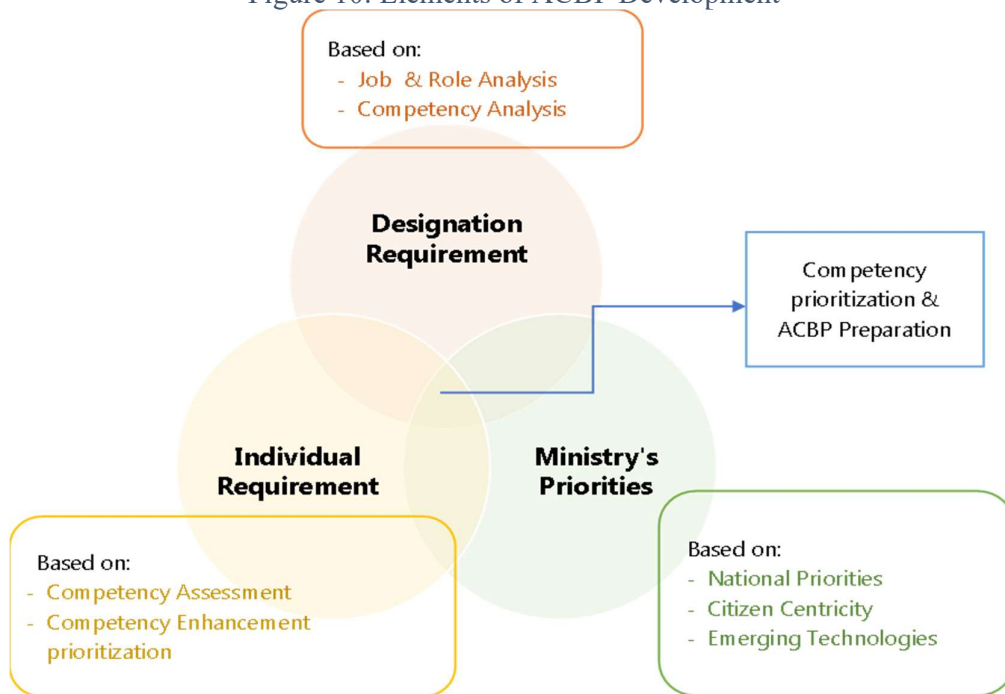 Figure 10: Elements of ACBP Development
Based on:
- Job & Role Analysis
- Competency Analysis
Designation
Requirement
Competency
prioritization &
ACBP Preparation
Individual
Requirement
Ministry's
Priorities
Based on:
- Competency Assessment
- Competency Enhancement
prioritization
Based on:
- National Priorities
- Citizen Centricity
- Emerging Technologies